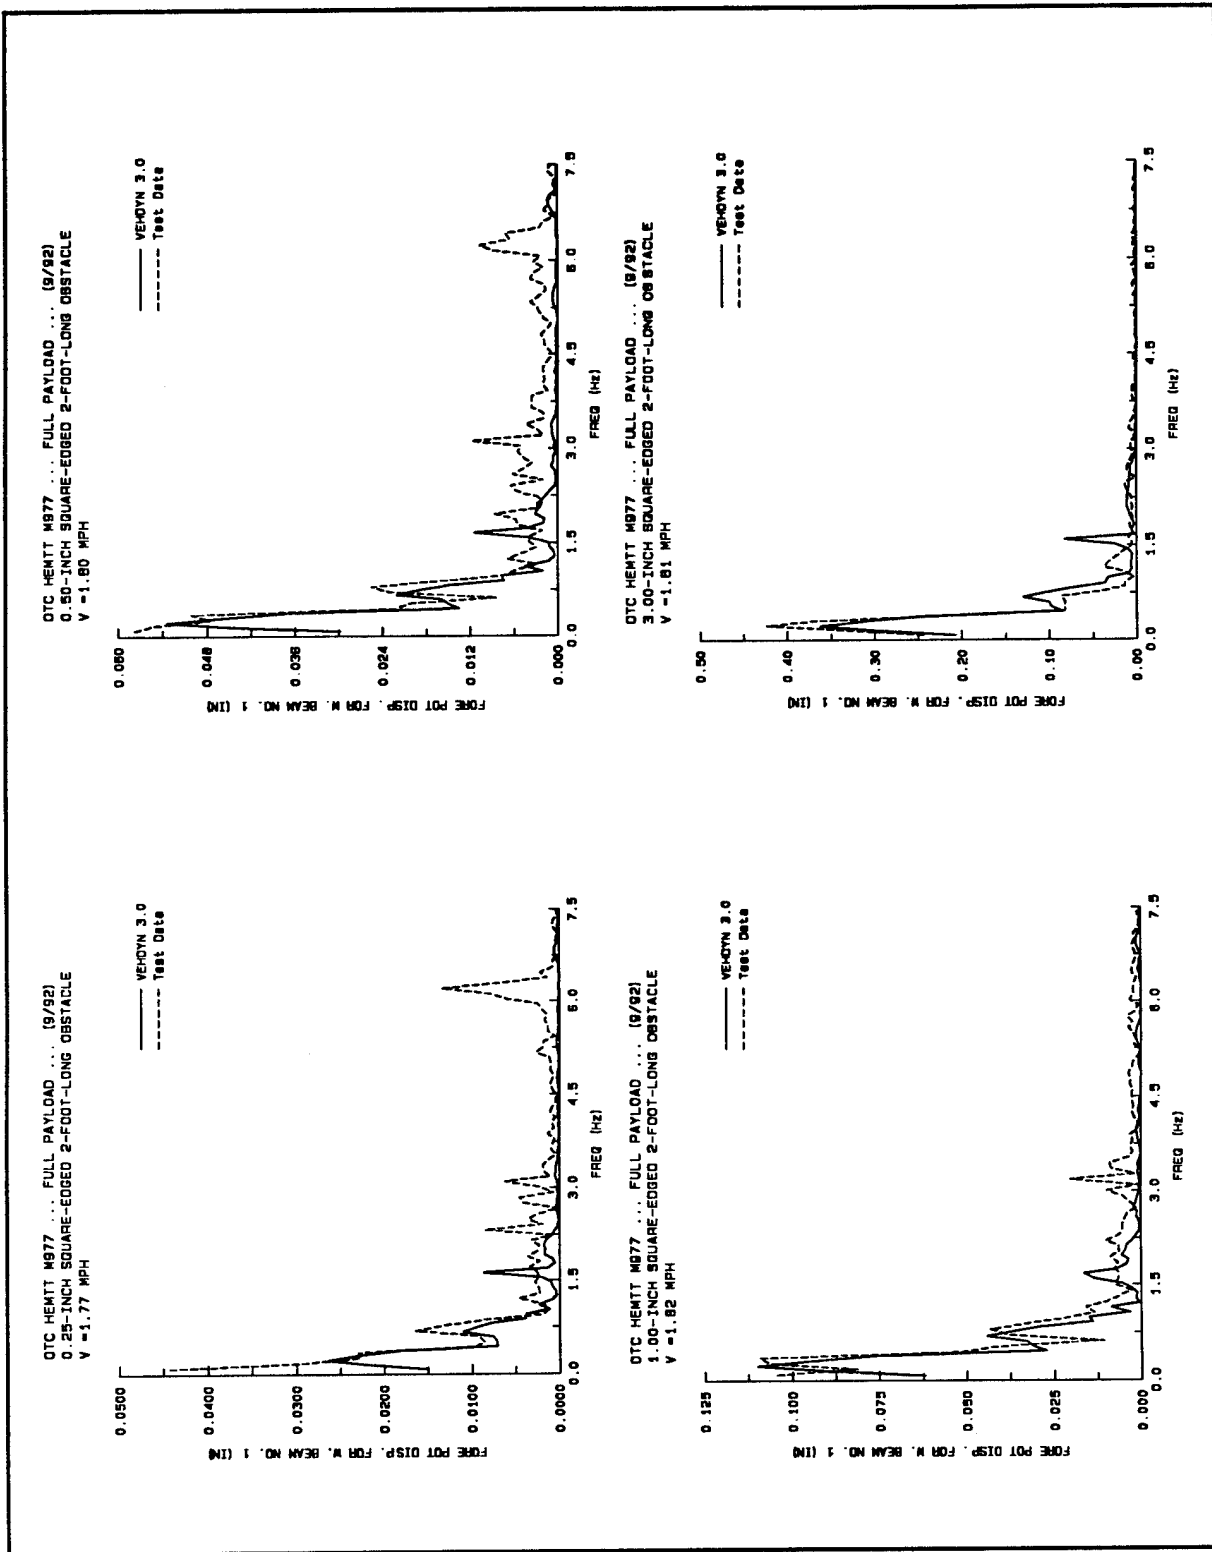 OTC HEMTT M977 ... FULL PAYLOAD ... (9/92)
0.25-INCH SQUARE-EDGED 2-FOOT-LONG OBSTACLE
V =1.77 MPH
VEHDYN 3.0
Test Data
FORE POT DISP. FOR W. BEAM NO. 1 (IN)
0.0500
0.0400
0.0300
0.0200
0.0100
0.0000
0.0 1.5 3.0 4.5 6.0 7.5
FREQ (Hz)
OTC HEMTT M977 ... FULL PAYLOAD ... (9/92)
0.50-INCH SQUARE-EDGED 2-FOOT-LONG OBSTACLE
V =1.80 MPH
VEHDYN 3.0
Test Data
FORE POT DISP. FOR W. BEAM NO. 1 (IN)
0.060
0.048
0.036
0.024
0.012
0.000
0.0 1.5 3.0 4.5 6.0 7.5
FREQ (Hz)
OTC HEMTT M977 ... FULL PAYLOAD ... (9/92)
1.00-INCH SQUARE-EDGED 2-FOOT-LONG OBSTACLE
V =1.82 MPH
VEHDYN 3.0
Test Data
FORE POT DISP. FOR W. BEAM NO. 1 (IN)
0.125
0.100
0.075
0.050
0.025
0.000
0.0 1.5 3.0 4.5 6.0 7.5
FREQ (Hz)
OTC HEMTT M977 ... FULL PAYLOAD ... (9/92)
3.00-INCH SQUARE-EDGED 2-FOOT-LONG OBSTACLE
V =1.81 MPH
VEHDYN 3.0
Test Data
FORE POT DISP. FOR W. BEAM NO. 1 (IN)
0.50
0.40
0.30
0.20
0.10
0.00
0.0 1.5 3.0 4.5 6.0 7.5
FREQ (Hz)